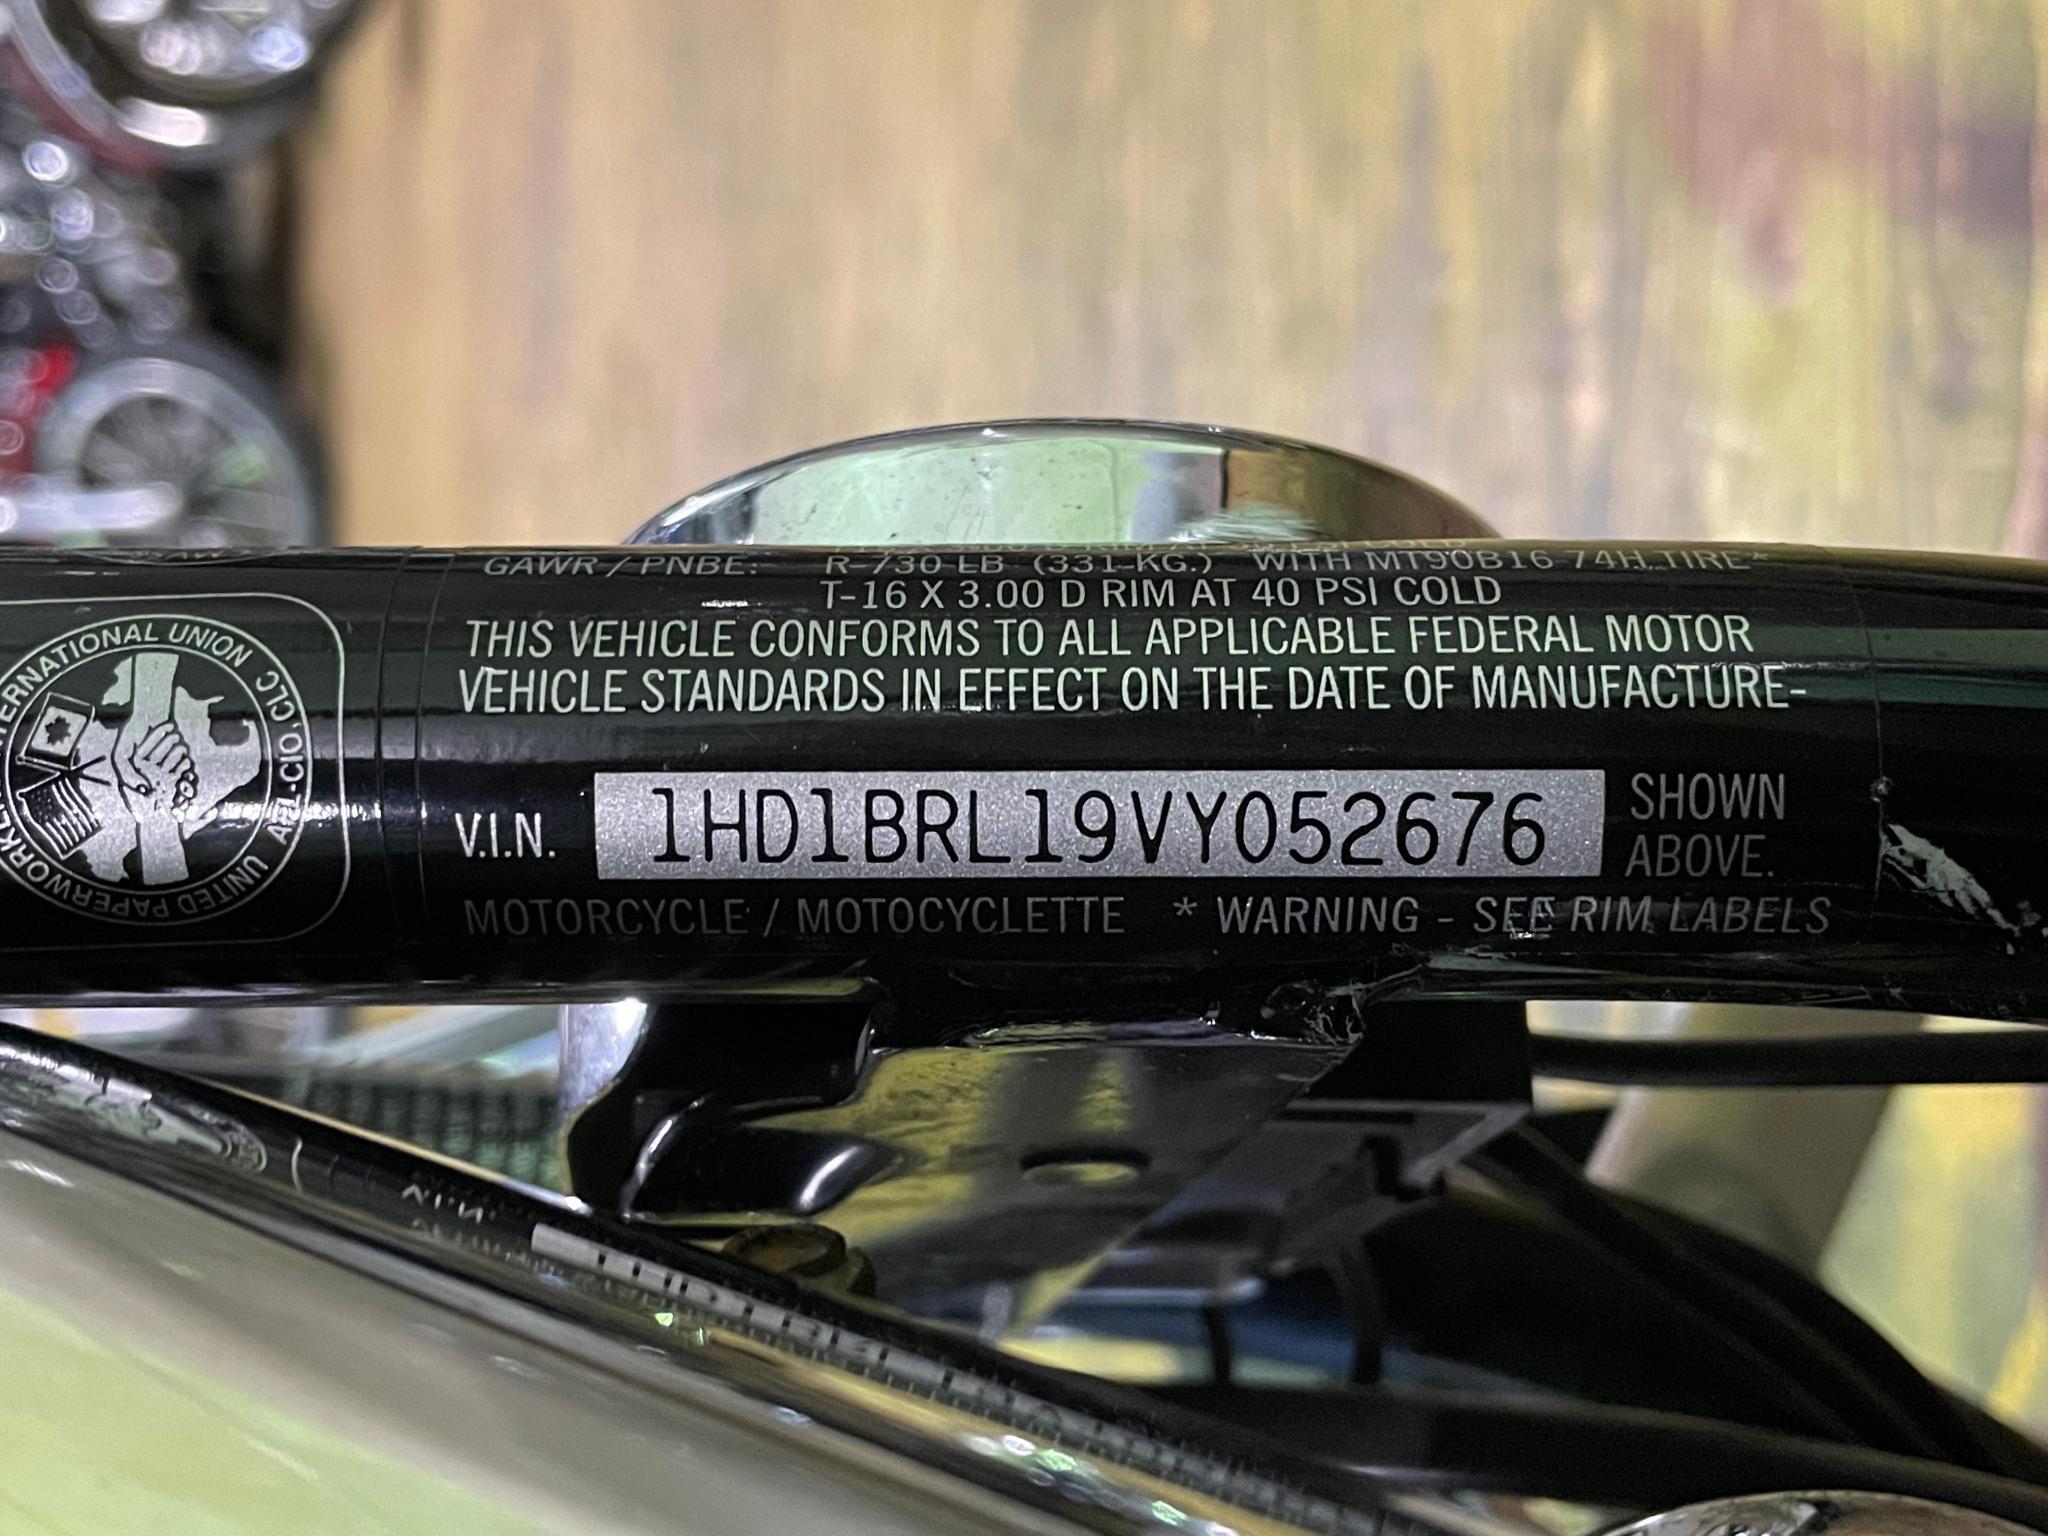 GAWR / PNBE: R-730 LB (331-KG.) WITH MT90B16 74H TIRE*
T-16 X 3.00 D RIM AT 40 PSI COLD
THIS VEHICLE CONFORMS TO ALL APPLICABLE FEDERAL MOTOR
VEHICLE STANDARDS IN EFFECT ON THE DATE OF MANUFACTURE-
V.I.N. 1HD1BRL19VY052676 SHOWN
ABOVE.
MOTORCYCLE / MOTOCYCLETTE * WARNING - SEE RIM LABELS
UNITED PAPERWORKERS INTERNATIONAL UNION
AFL-CIO, CLC
V.I.N.